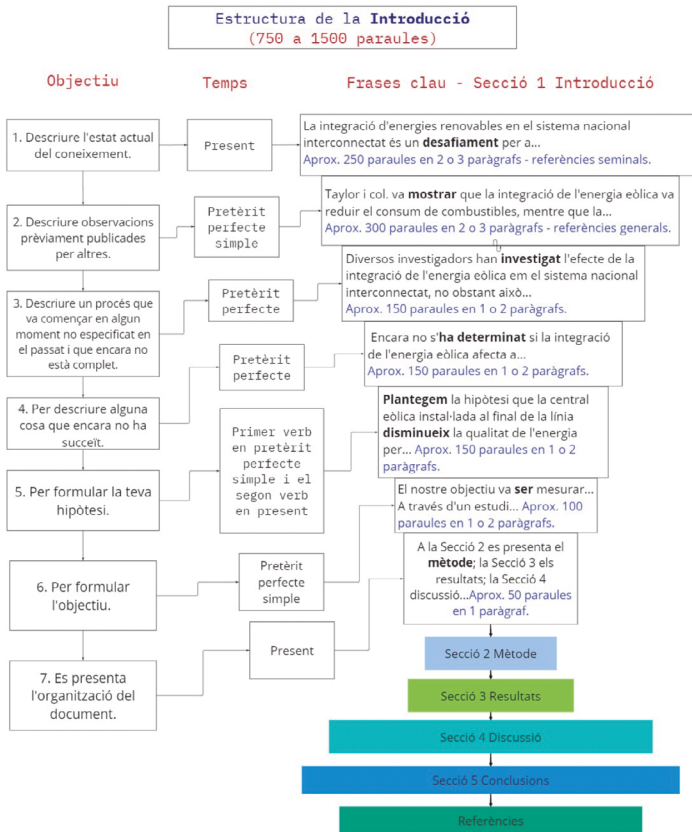 Estructura de la Introducció
(750 a 1500 paraules)
Objectiu
Temps
Frases clau - Secció 1 Introducció
1. Descriure l'estat actual
del coneixement.
Present
La integració d'energies renovables en el sistema nacional
interconnectat és un desafiament per a...
Aprox. 250 paraules en 2 o 3 paràgrafs - referències seminals.
2. Descriure observacions
prèviament publicades
per altres.
Pretèrit
perfecte
simple
Taylor i col. va mostrar que la integració de l'energia eòlica va
reduir el consum de combustibles, mentre que la...
Aprox. 300 paraules en 2 o 3 paràgrafs - referències generals.
3. Descriure un procés que
va començar en algun
moment no especificat en
el passat i que encara no
està complet.
Pretèrit
perfecte
Diversos investigadors han investigat l'efecte de la
integració de l'energia eòlica em el sistema nacional
interconnectat, no obstant això...
Aprox. 150 paraules en 1 o 2 paràgrafs.
4. Per descriure alguna
cosa que encara no ha
succeït.
Pretèrit
perfecte
Encara no s'ha determinat si la integració
de l'energia eòlica afecta a...
Aprox. 150 paraules en 1 o 2 paràgrafs.
5. Per formular la teva
hipòtesi.
Primer verb
en pretèrit
perfecte
simple i el
segon verb
en present
Plantegem la hipòtesi que la central
eòlica instal·lada al final de la línia
disminueix la qualitat de l'energia
per... Aprox. 150 paraules en 1 o 2
paràgrafs.
6. Per formular
l'objectiu.
Pretèrit
perfecte
simple
El nostre objectiu va ser mesurar...
A través d'un estudi... Aprox. 100
paraules en 1 o 2 paràgrafs.
7. Es presenta
l'organització del
document.
Present
A la Secció 2 es presenta el
mètode; la Secció 3 els
resultats; la Secció 4
discussió...Aprox. 50 paraules
en 1 paràgraf.
Secció 2 Mètode
Secció 3 Resultats
Secció 4 Discussió
Secció 5 Conclusions
Referències